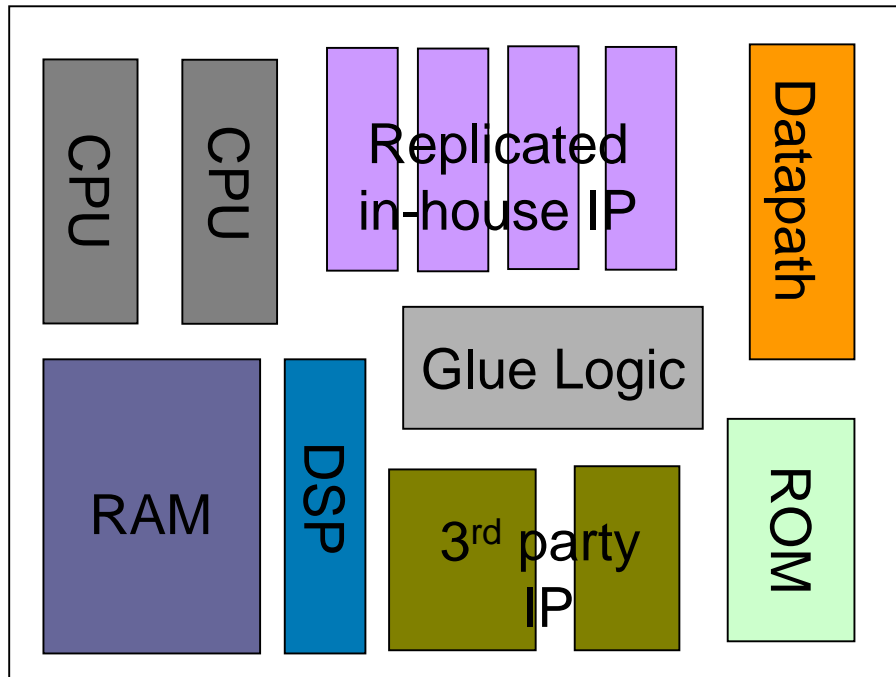 CPU
CPU
Replicated
in-house IP
Datapath
Glue Logic
RAM
DSP
3rd party
IP
ROM